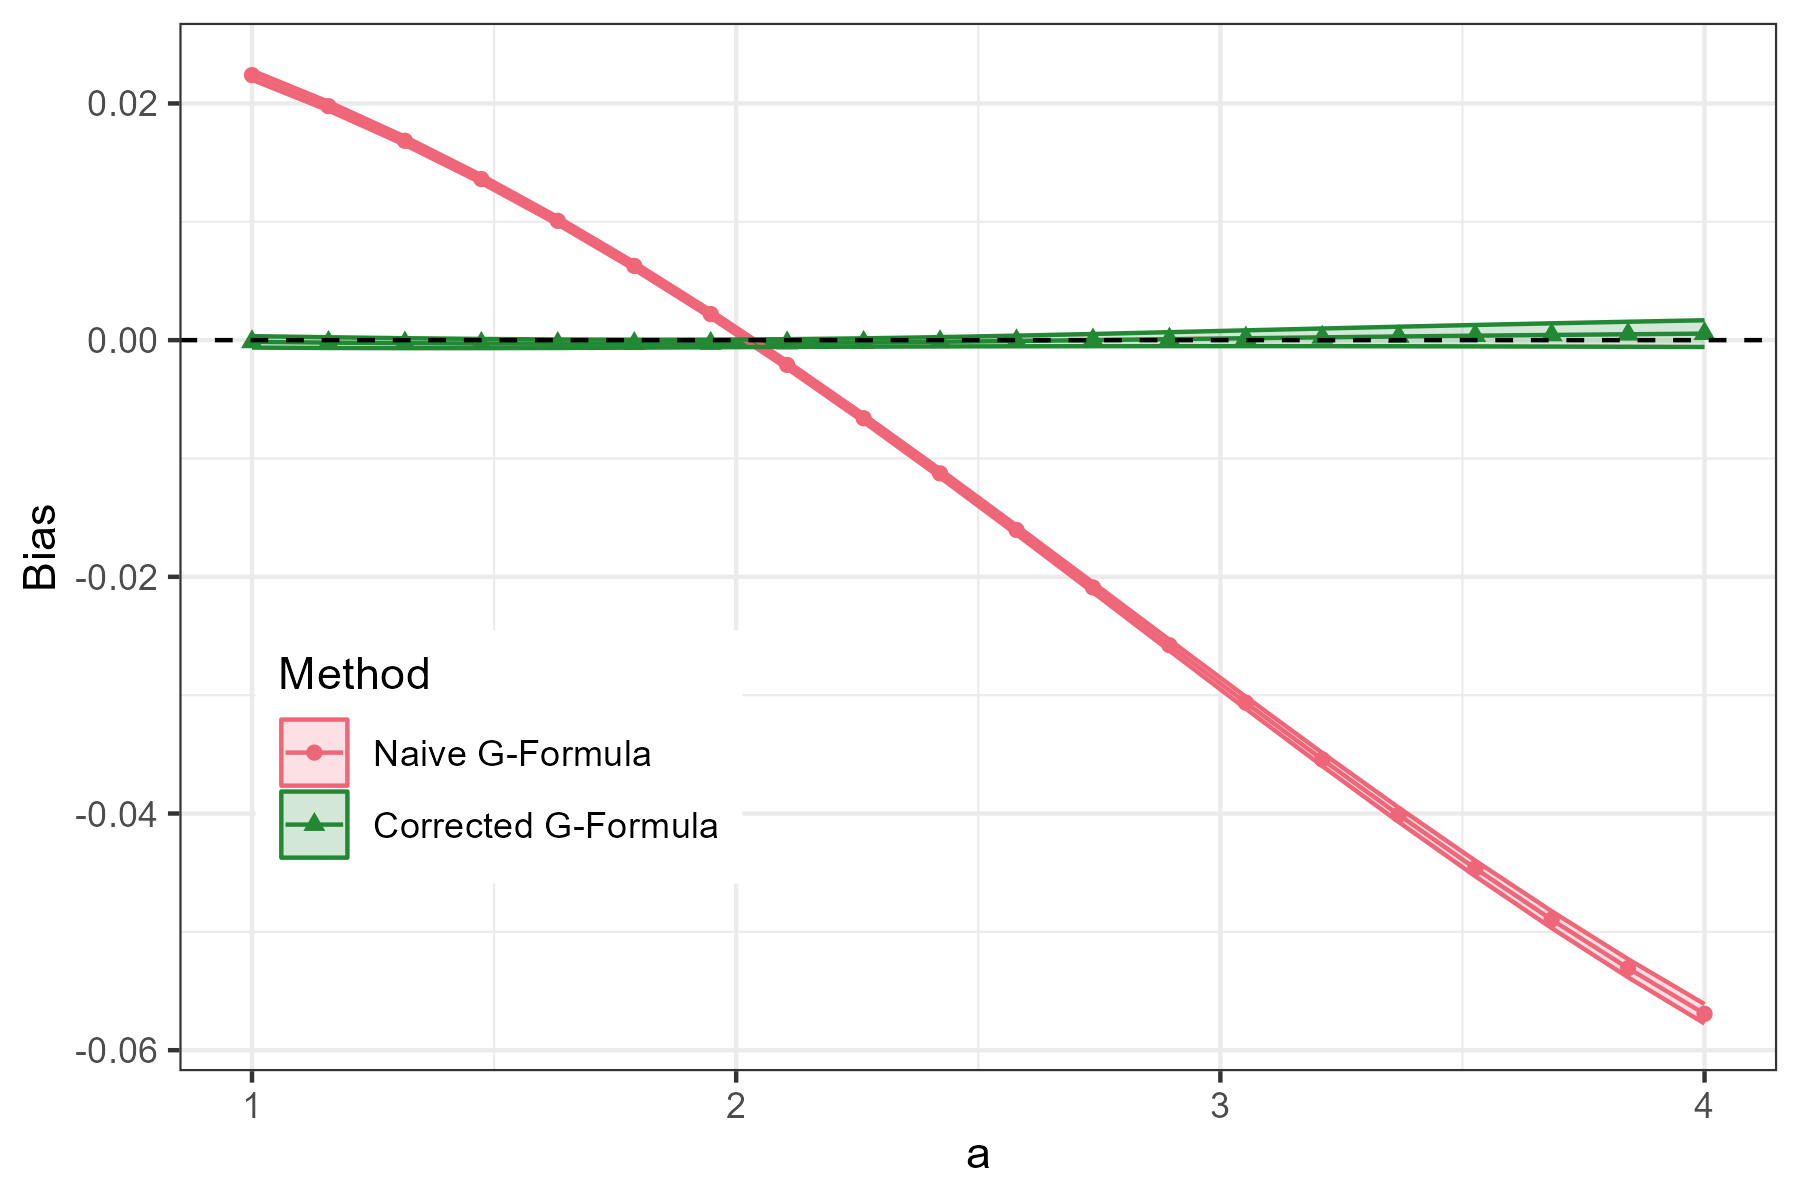 0.02
0.00
-0.02
-0.04
-0.06
Bias
Method
Naive G-Formula
Corrected G-Formula
1 2 3 4
a